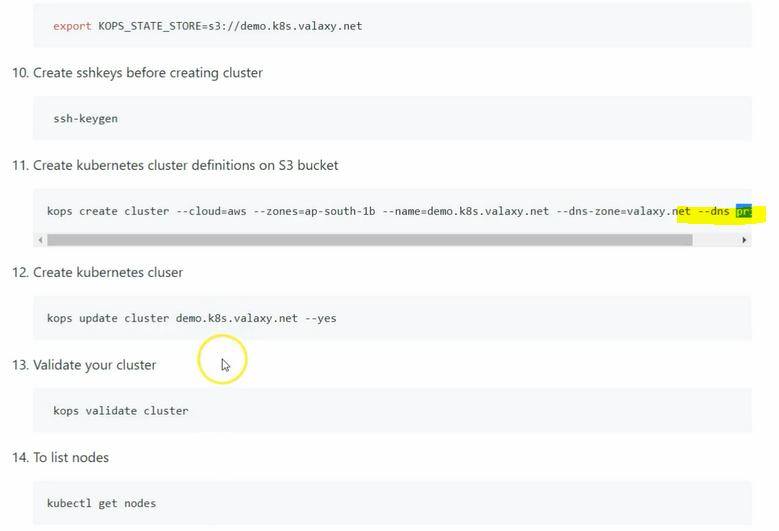 export KOPS_STATE_STORE=s3://demo.k8s.valaxy.net
10. Create sshkeys before creating cluster
ssh-keygen
11. Create kubernetes cluster definitions on S3 bucket
kops create cluster --cloud=aws --zones=ap-south-1b --name=demo.k8s.valaxy.net --dns-zone=valaxy.net --dns pri
12. Create kubernetes cluser
kops update cluster demo.k8s.valaxy.net --yes
13. Validate your cluster
kops validate cluster
14. To list nodes
kubectl get nodes